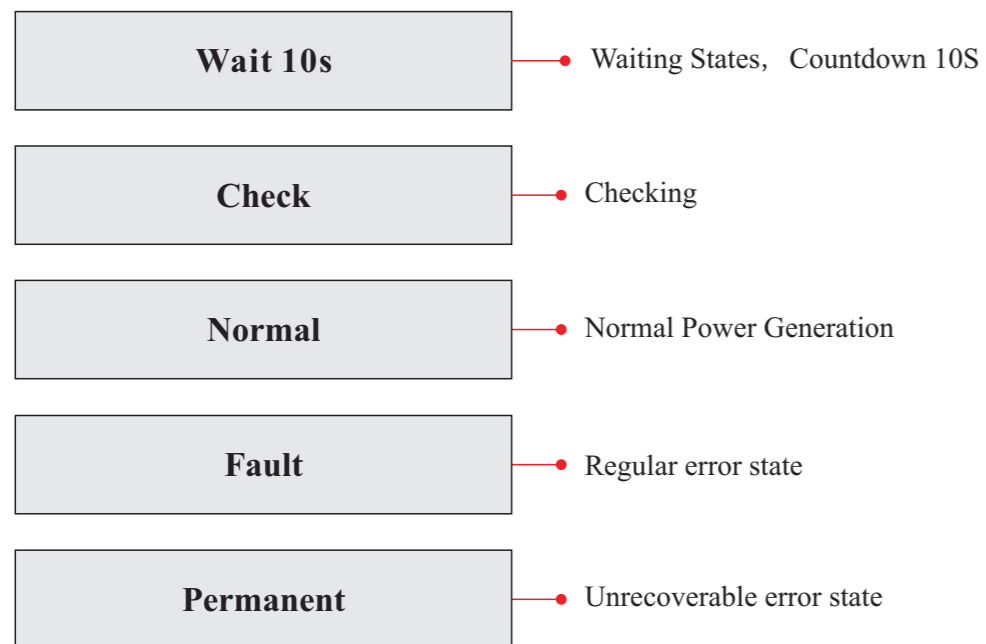 Wait 10s
Waiting States, Countdown 10S
Check
Checking
Normal
Normal Power Generation
Fault
Regular error state
Permanent
Unrecoverable error state